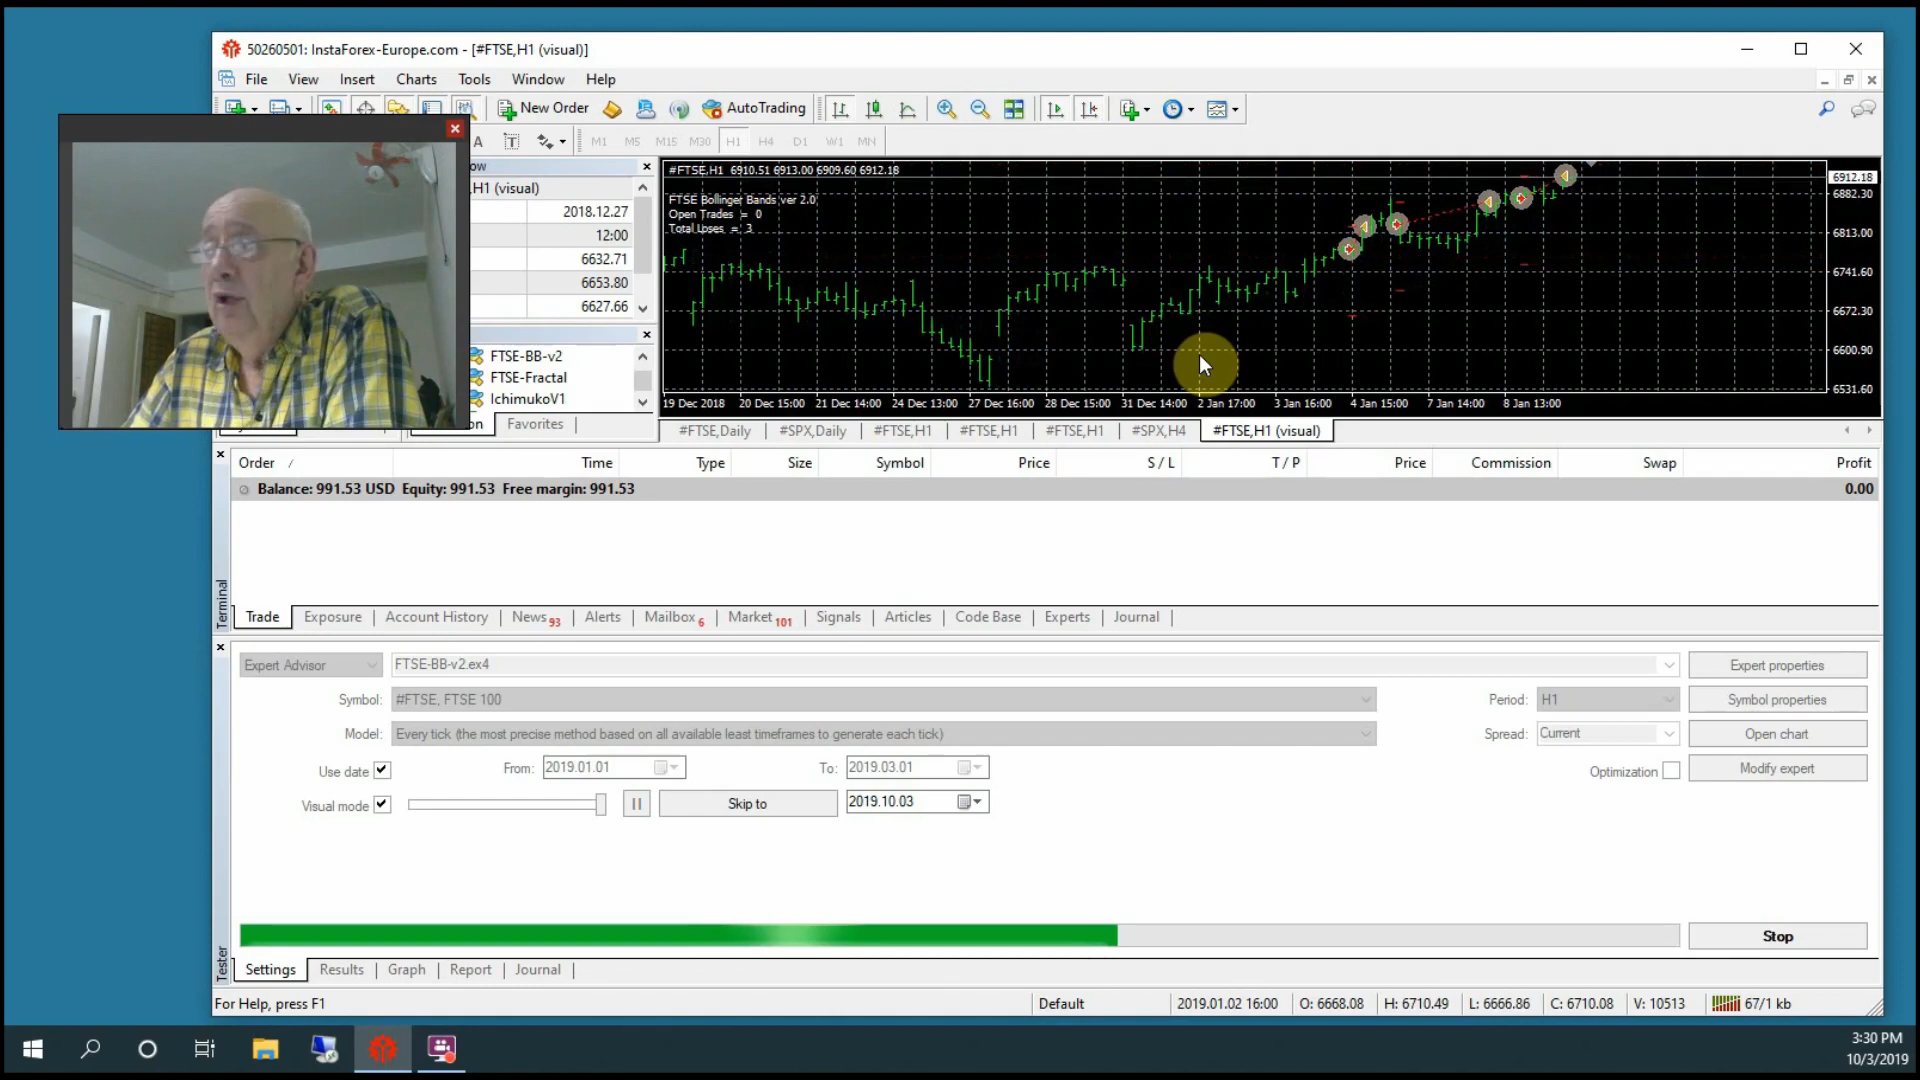 50260501: InstaForex-Europe.com - [#FTSE,H1 (visual)]
File View Insert Charts Tools Window Help
New Order AutoTrading
A T M1 M5 M15 M30 H1 H4 D1 W1 MN
H1 (visual)
2018.12.27
12:00
6632.71
6653.80
6627.66
FTSE-BB-v2
FTSE-Fractal
IchimukoV1
Favorites
#FTSE,H1 6910.51 6913.00 6909.60 6912.18
FTSE Bollinger Bands ver 2.0
Open Trades = 0
Total Loses = 3
6912.18
6882.30
6813.00
6741.60
6672.30
6600.90
6531.60
19 Dec 2018 20 Dec 15:00 21 Dec 14:00 24 Dec 13:00 27 Dec 16:00 28 Dec 15:00 31 Dec 14:00 2 Jan 17:00 3 Jan 16:00 4 Jan 15:00 7 Jan 14:00 8 Jan 13:00
#FTSE,Daily #SPX,Daily #FTSE,H1 #FTSE,H1 #FTSE,H1 #SPX,H4 #FTSE,H1 (visual)
Order / Time Type Size Symbol Price S / L T / P Price Commission Swap Profit
Balance: 991.53 USD Equity: 991.53 Free margin: 991.53 0.00
Terminal
Trade Exposure Account History News 93 Alerts Mailbox 6 Market 101 Signals Articles Code Base Experts Journal
Expert Advisor FTSE-BB-v2.ex4 Expert properties
Symbol: #FTSE, FTSE 100 Period: H1 Symbol properties
Model: Every tick (the most precise method based on all available least timeframes to generate each tick) Spread: Current Open chart
Use date From: 2019.01.01 To: 2019.03.01 Optimization Modify expert
Visual mode Skip to 2019.10.03
Stop
Tester
Settings Results Graph Report Journal
For Help, press F1 Default 2019.01.02 16:00 O: 6668.08 H: 6710.49 L: 6666.86 C: 6710.08 V: 10513 67/1 kb
3:30 PM
10/3/2019